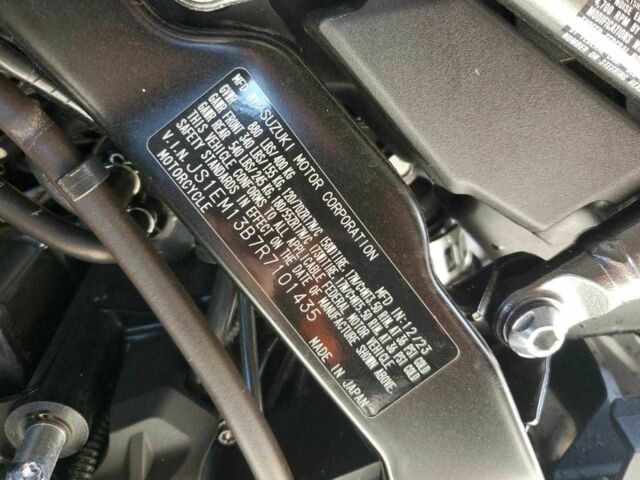 MFD BY SUZUKI MOTOR CORPORATION MFD IN:12/23
GVWR 880 LBS/400 KG
GAWR FRONT 340 LBS/155 KG, 120/70ZR17M/C (58W)TIRE, 17M/C×MT3.50 RIM, AT 36 PSI COLD
GAWR REAR 540 LBS/245 KG, 180/55ZR17M/C (73W)TIRE, 17M/C×MT5.50 RIM, AT 36 PSI COLD
THIS VEHICLE CONFORMS TO ALL APPLICABLE FEDERAL MOTOR VEHICLE
SAFETY STANDARDS IN EFFECT ON THE DATE OF MANUFACTURE SHOWN ABOVE.
V.I.N. JS1EM13B7R7101435
MOTORCYCLE MADE IN JAPAN